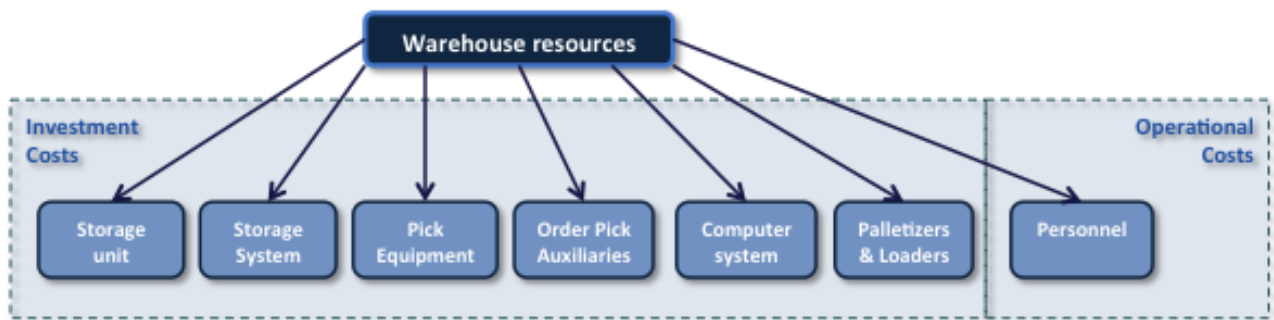 Warehouse resources
Investment
Costs
Operational
Costs
Storage
unit
Storage
System
Pick
Equipment
Order Pick
Auxiliaries
Computer
system
Palletizers
& Loaders
Personnel